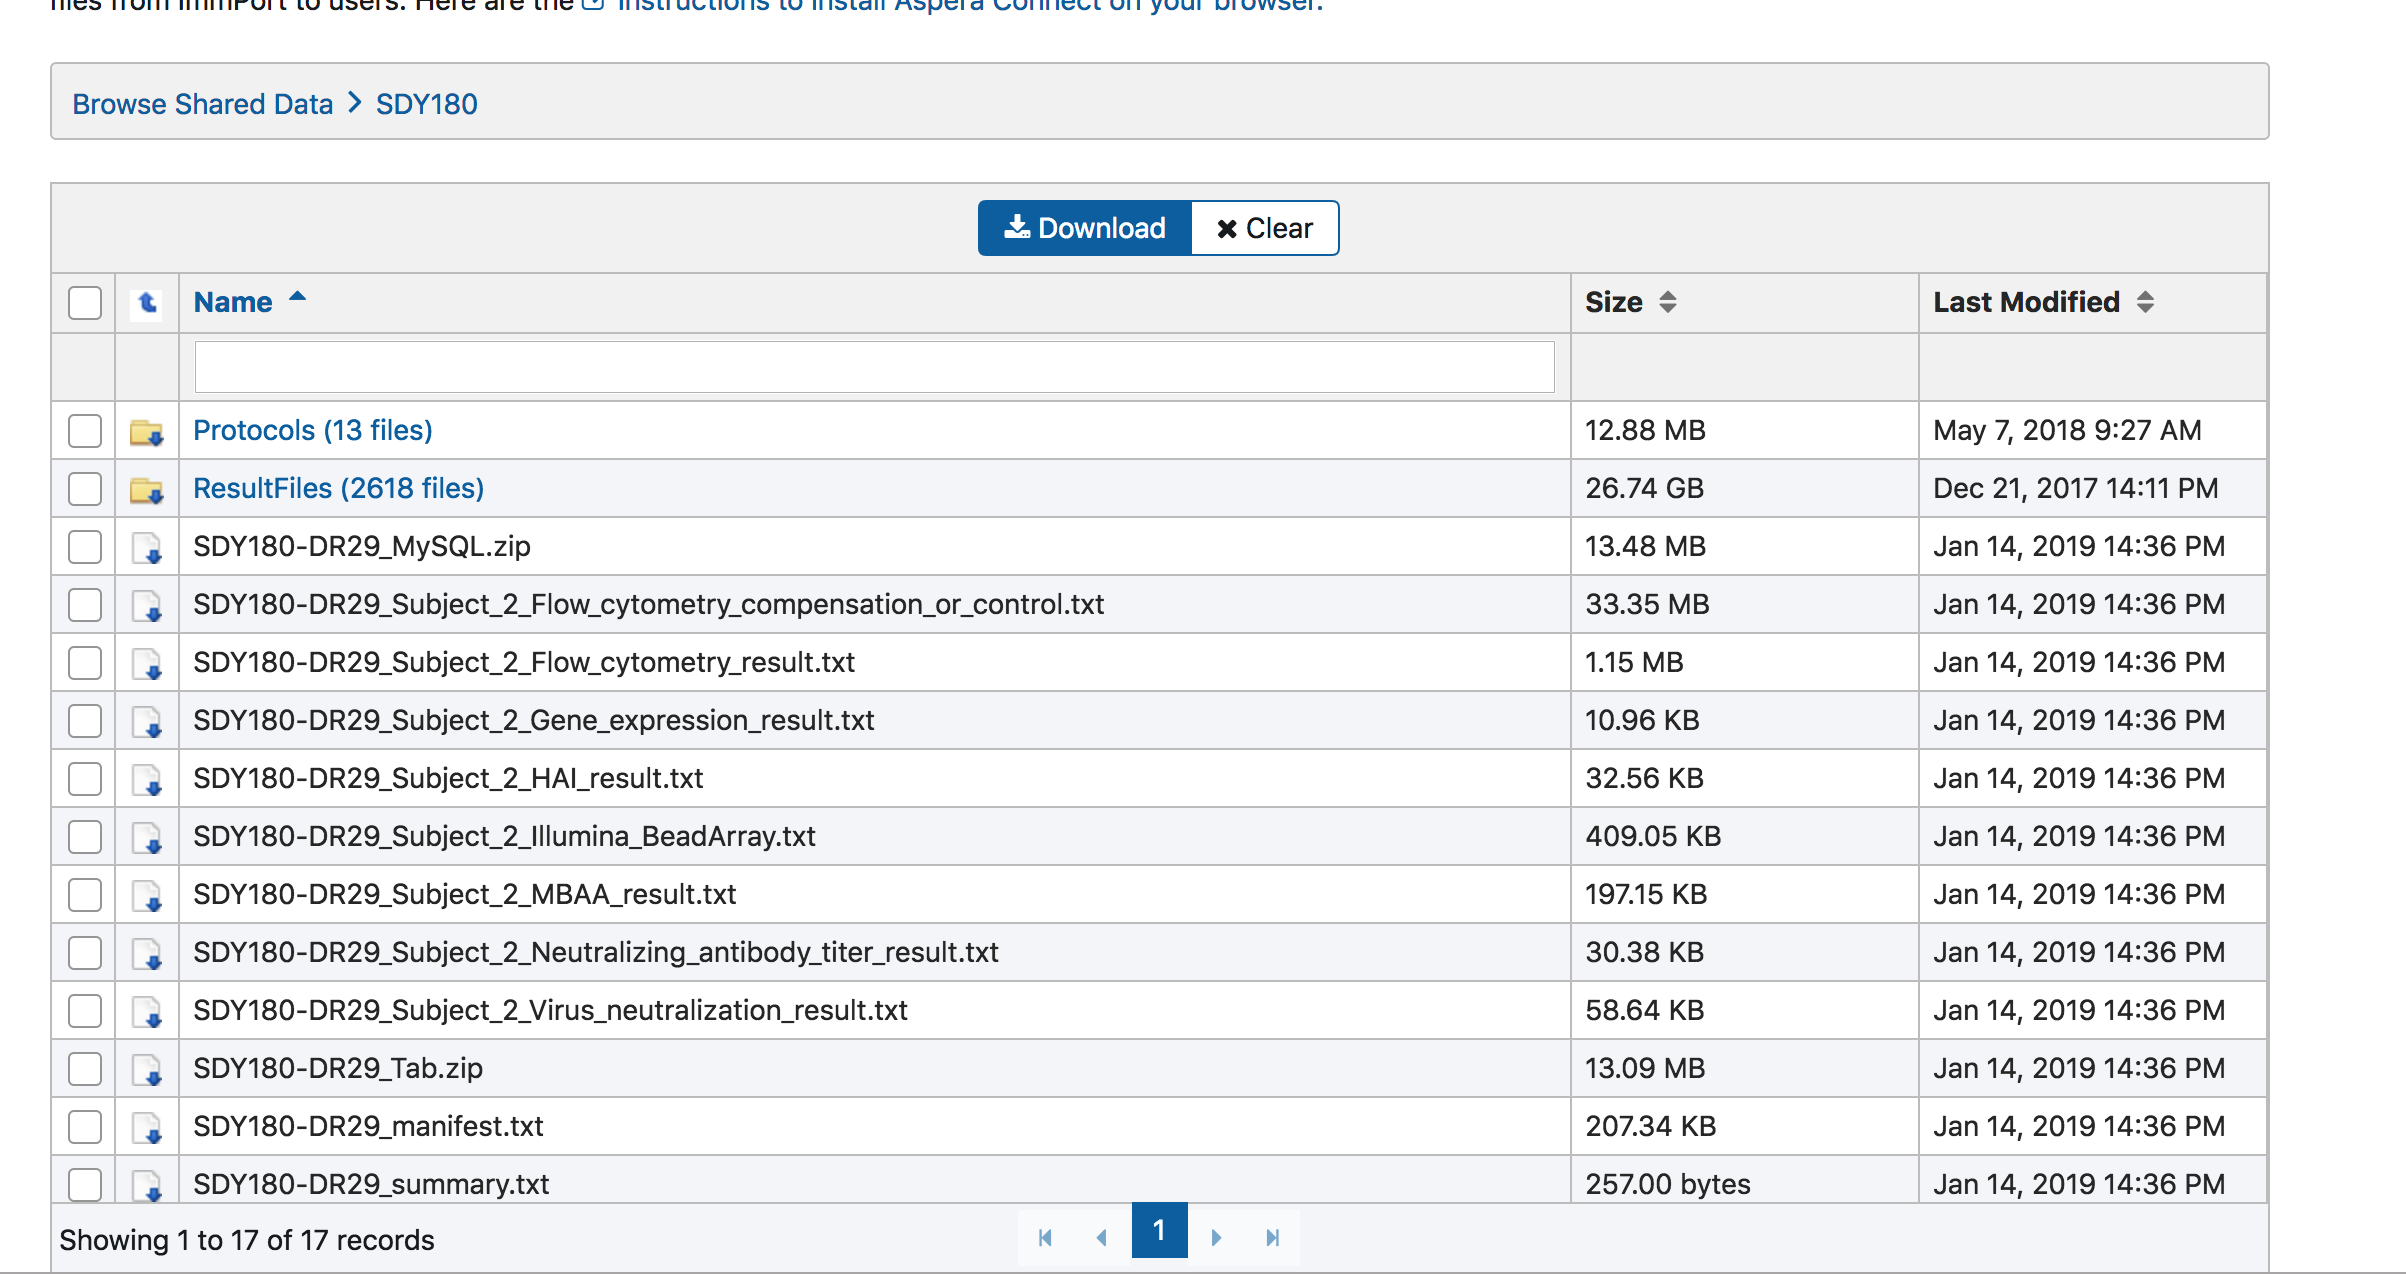 files from ImmPort to users. Here are the Instructions to install Aspera Connect on your browser.
Browse Shared Data > SDY180
Download Clear
Name Size Last Modified
Protocols (13 files) 12.88 MB May 7, 2018 9:27 AM
ResultFiles (2618 files) 26.74 GB Dec 21, 2017 14:11 PM
SDY180-DR29_MySQL.zip 13.48 MB Jan 14, 2019 14:36 PM
SDY180-DR29_Subject_2_Flow_cytometry_compensation_or_control.txt 33.35 MB Jan 14, 2019 14:36 PM
SDY180-DR29_Subject_2_Flow_cytometry_result.txt 1.15 MB Jan 14, 2019 14:36 PM
SDY180-DR29_Subject_2_Gene_expression_result.txt 10.96 KB Jan 14, 2019 14:36 PM
SDY180-DR29_Subject_2_HAI_result.txt 32.56 KB Jan 14, 2019 14:36 PM
SDY180-DR29_Subject_2_Illumina_BeadArray.txt 409.05 KB Jan 14, 2019 14:36 PM
SDY180-DR29_Subject_2_MBAA_result.txt 197.15 KB Jan 14, 2019 14:36 PM
SDY180-DR29_Subject_2_Neutralizing_antibody_titer_result.txt 30.38 KB Jan 14, 2019 14:36 PM
SDY180-DR29_Subject_2_Virus_neutralization_result.txt 58.64 KB Jan 14, 2019 14:36 PM
SDY180-DR29_Tab.zip 13.09 MB Jan 14, 2019 14:36 PM
SDY180-DR29_manifest.txt 207.34 KB Jan 14, 2019 14:36 PM
SDY180-DR29_summary.txt 257.00 bytes Jan 14, 2019 14:36 PM
Showing 1 to 17 of 17 records 1